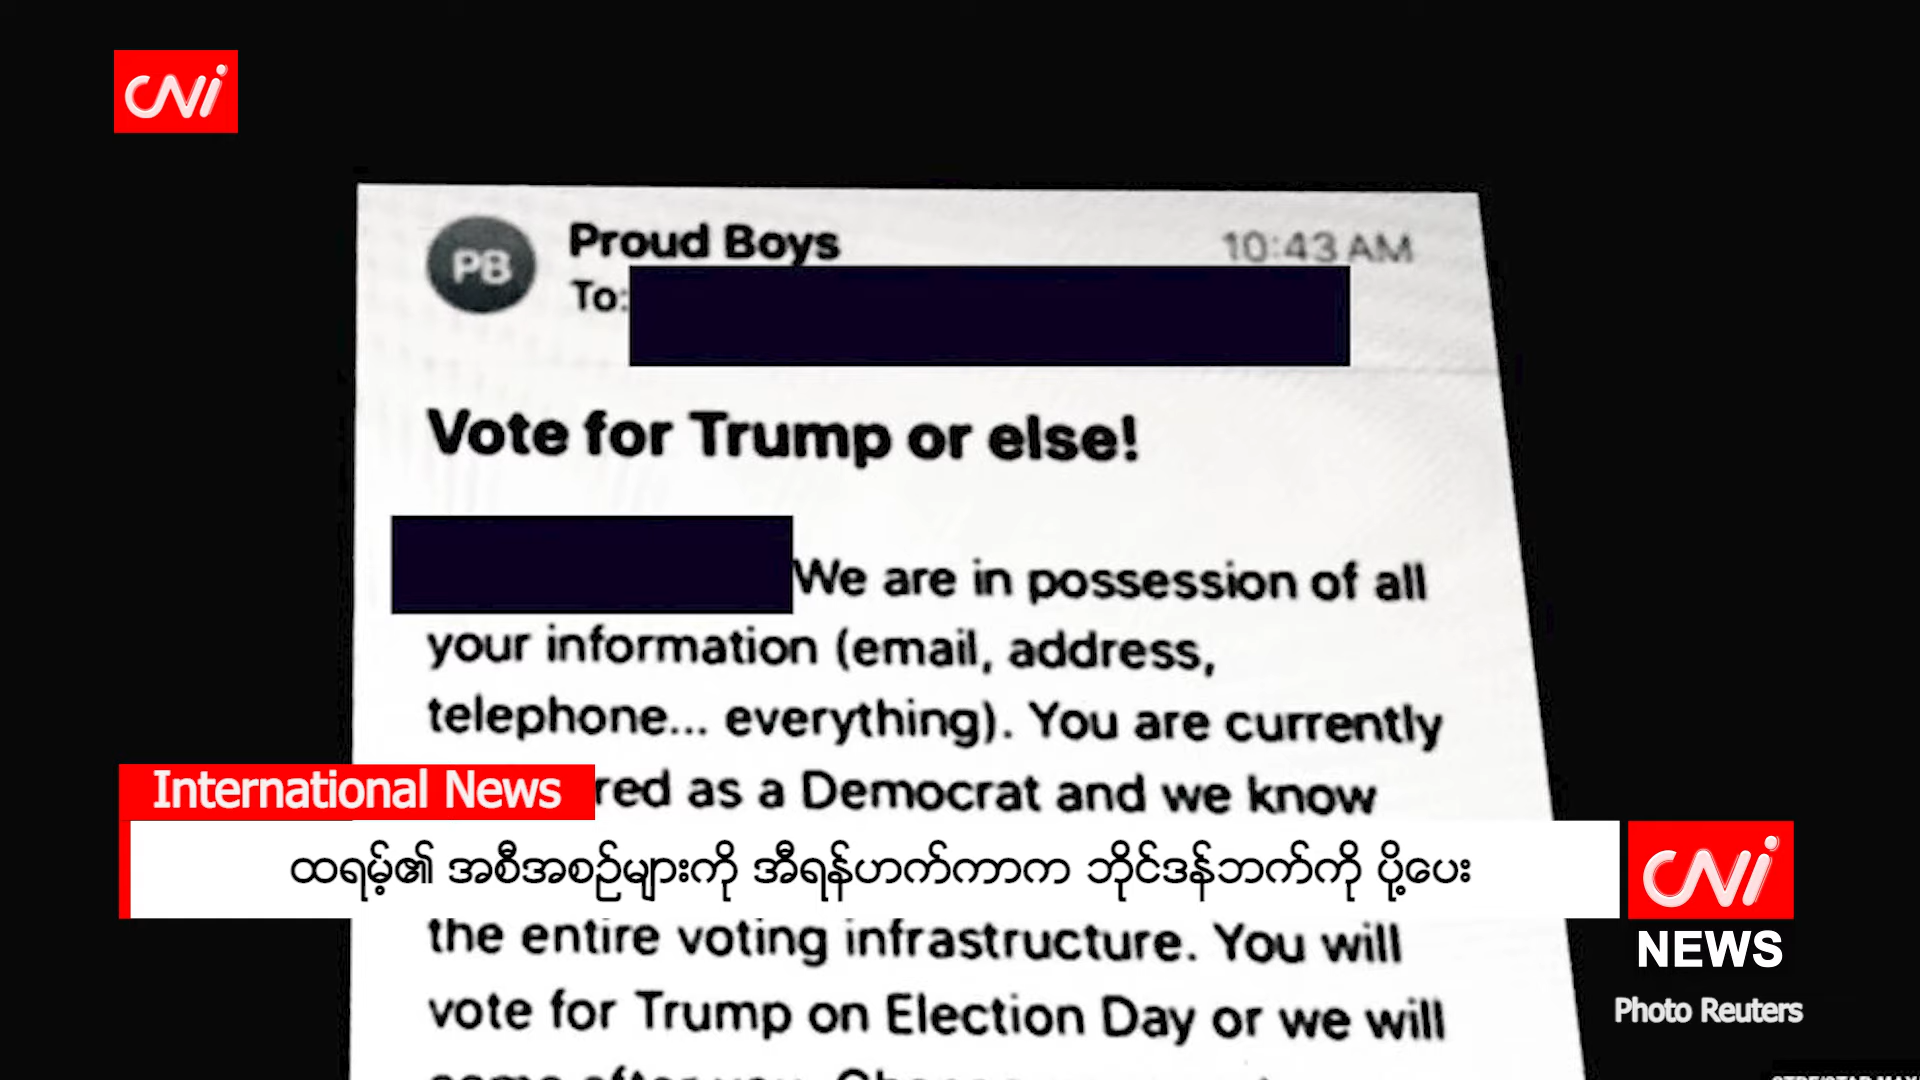 CNi
Proud Boys
10:43 AM
PB
To:
Vote for Trump or else!
We are in possession of all
your information (email, address,
telephone... everything). You are currently
red as a Democrat and we know
International News
ထရမ့်၏ အစီအစဉ်များကို အီရန်ဟက်ကာက ဘိုင်ဒန်ဘက်ကို ပို့ပေး
CNi
NEWS
the entire voting infrastructure. You will
vote for Trump on Election Day or we will
Photo Reuters